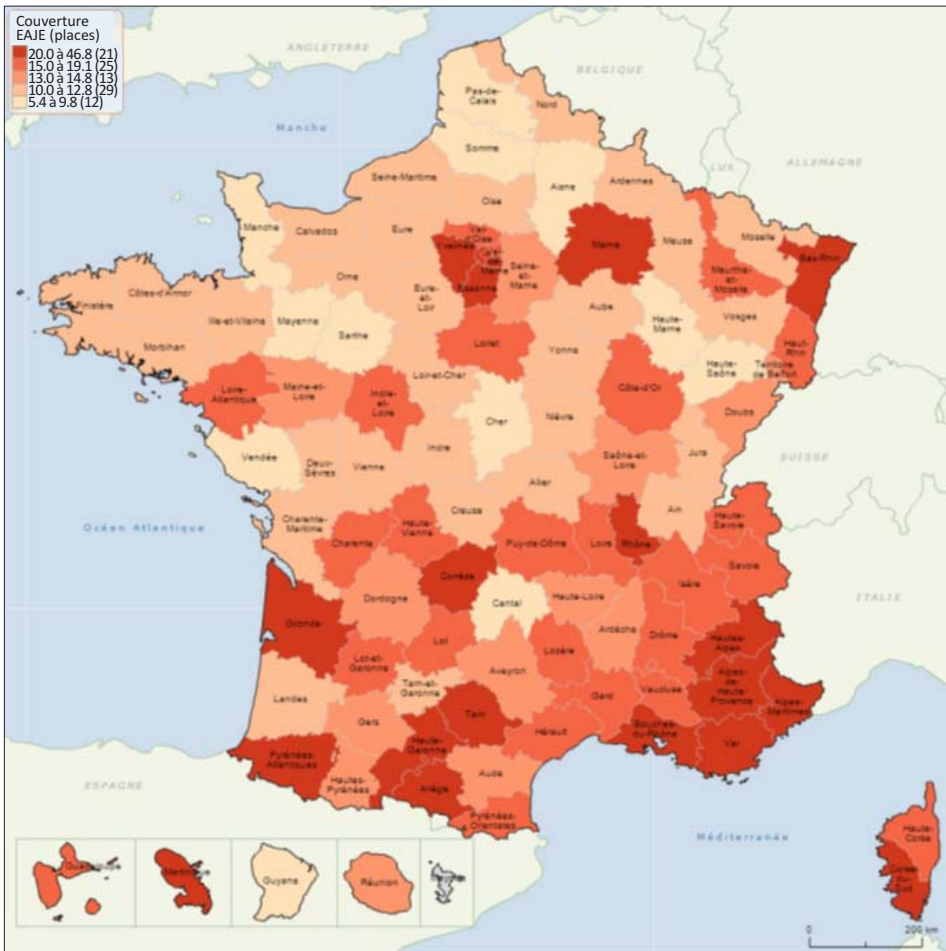 Couverture
EAJE (places)
20.0 à 46.8 (21)
15.0 à 19.1 (25)
13.0 à 14.8 (13)
10.0 à 12.8 (29)
5.4 à 9.8 (12)
ANGLETERRE
BELGIQUE
Manche
ALLEMAGNE
LUX.
Pas-de-
Calais
Nord
Somme
Seine-Maritime
Aisne
Ardennes
Oise
Manche
Calvados
Eure
Val-
d'Oise
Yvelines
Marne
Essonne
Seine-
et-
Marne
Marne
Meuse
Moselle
Meurthe-
et-
Moselle
Bas-Rhin
Orne
Eure-
et-Loir
Aube
Haute-
Marne
Vosges
Haut-
Rhin
Finistère
Côtes-d'Armor
Ille-et-Vilaine
Mayenne
Sarthe
Morbihan
Loiret
Yonne
Haute-
Saône
Territoire
de Belfort
Loire-
Atlantique
Maine-et-
Loire
Indre-
et-
Loire
Loir-et-Cher
Cher
Nièvre
Côte-d'Or
Doubs
Vendée
Deux-
Sèvres
Vienne
Indre
Allier
Saône-et-
Loire
Jura
SUISSE
Océan Atlantique
Charente-
Maritime
Charente
Haute-
Vienne
Creuse
Puy-de-Dôme
Loire
Rhône
Ain
Haute-
Savoie
Savoie
Corrèze
Cantal
Haute-Loire
Isère
ITALIE
Gironde
Dordogne
Lot
Lot-et-
Garonne
Aveyron
Lozère
Ardèche
Drôme
Hautes-
Alpes
Landes
Tarn-et-
Garonne
Gard
Vaucluse
Alpes-
de-
Haute-
Provence
Alpes-
Maritimes
Gers
Tarn
Haute-
Garonne
Hérault
Bouches-
du-Rhône
Var
Pyrénées-
Atlantiques
Hautes-
Pyrénées
Ariège
Aude
Pyrénées-
Orientales
ESPAGNE
Méditerranée
Haute-
Corse
Corse-
du-
Sud
Guadeloupe
Martinique
Guyane
Réunion
Mayotte
0 200 km